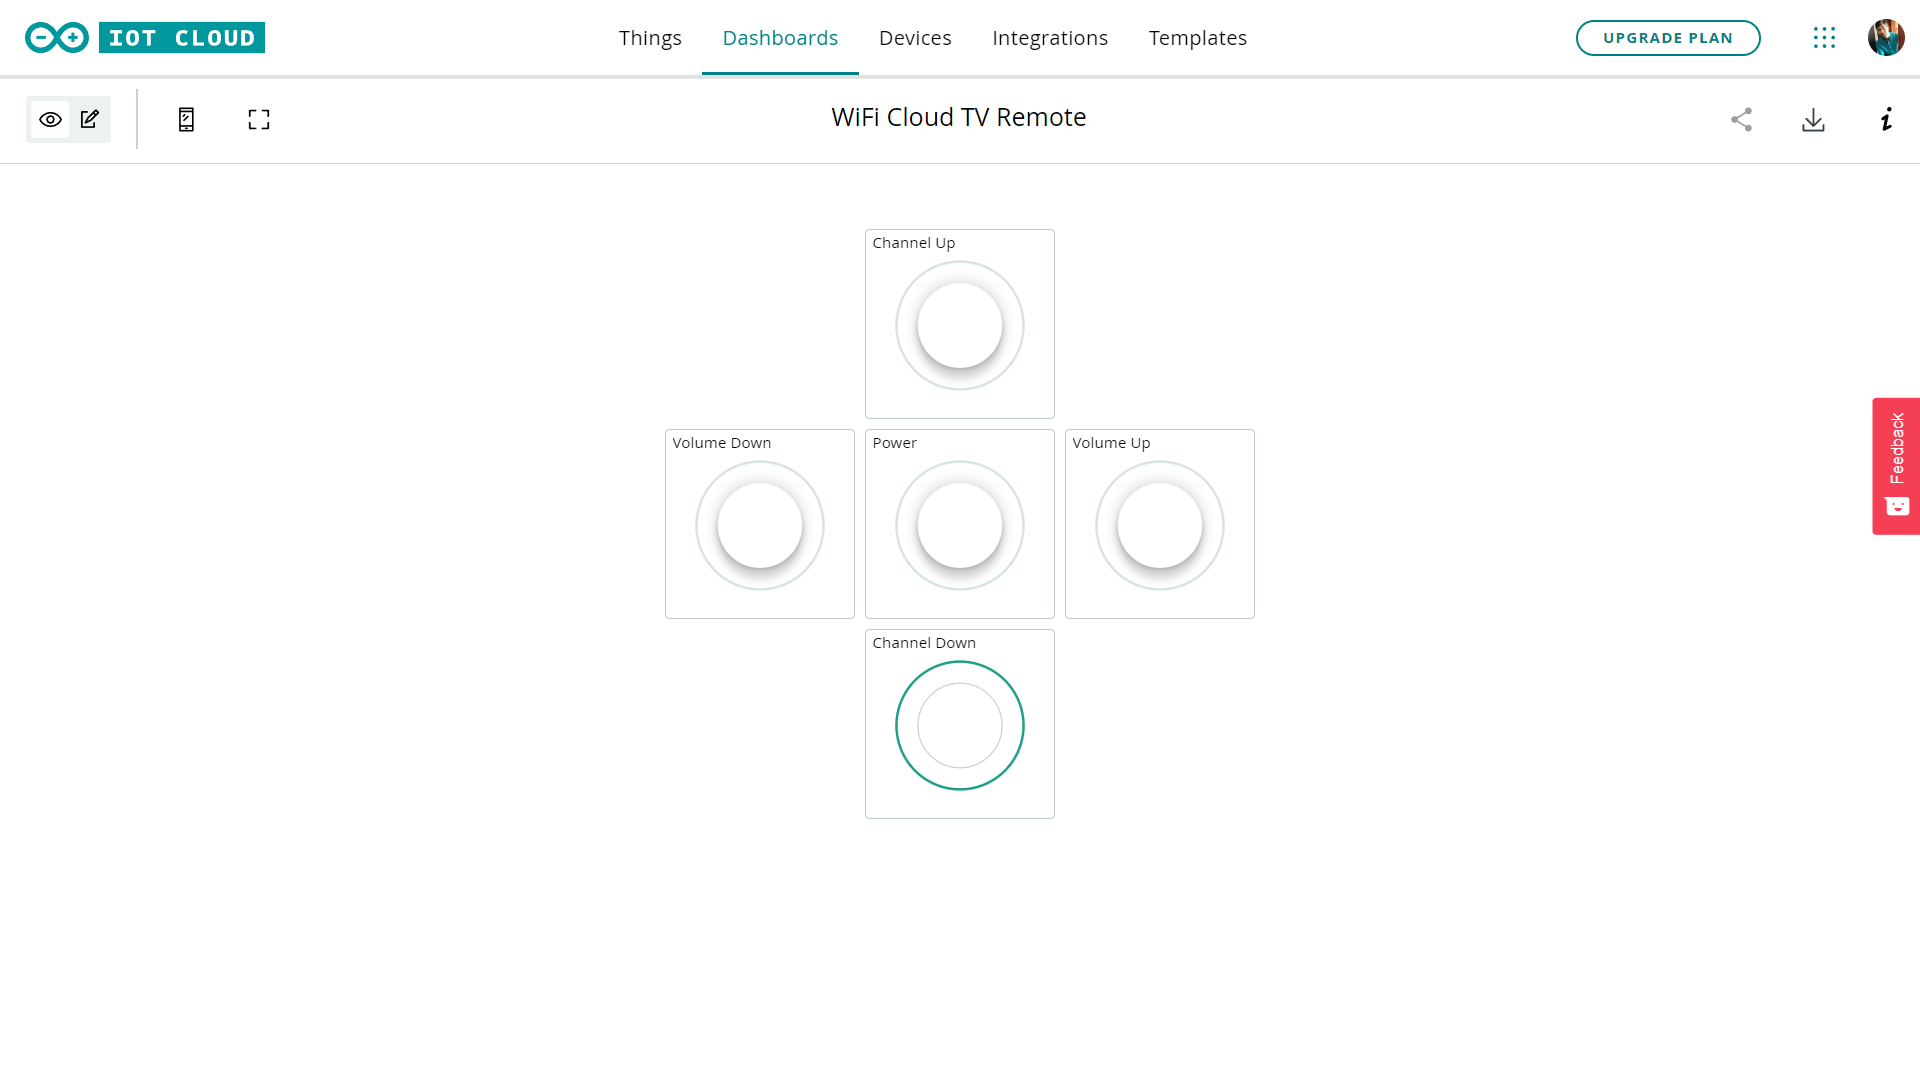 IOT CLOUD
Things Dashboards Devices Integrations Templates
UPGRADE PLAN
WiFi Cloud TV Remote
Channel Up
Volume Down Power Volume Up
Feedback
Channel Down